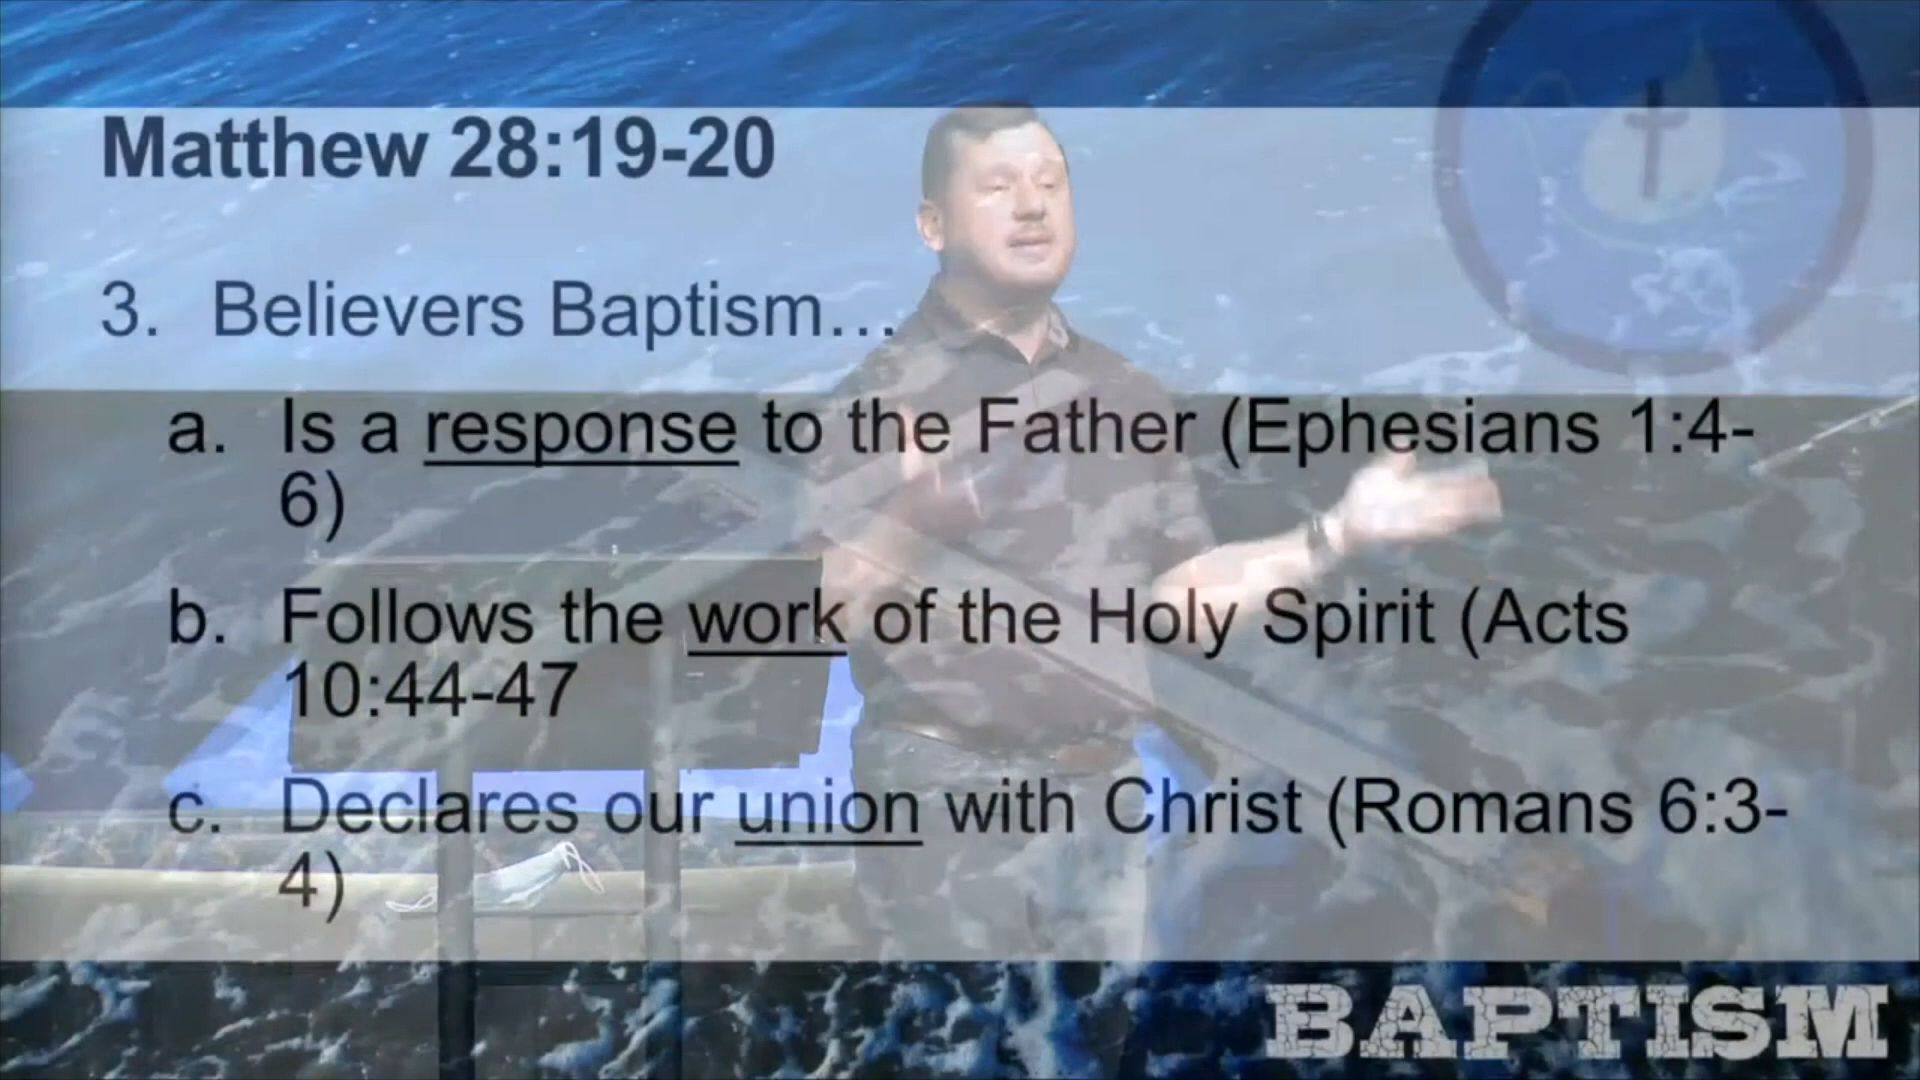 Matthew 28:19-20
3. Believers Baptism…
a. Is a response to the Father (Ephesians 1:4-
6)
b. Follows the work of the Holy Spirit (Acts
10:44-47
c. Declares our union with Christ (Romans 6:3-
4)
BAPTISM